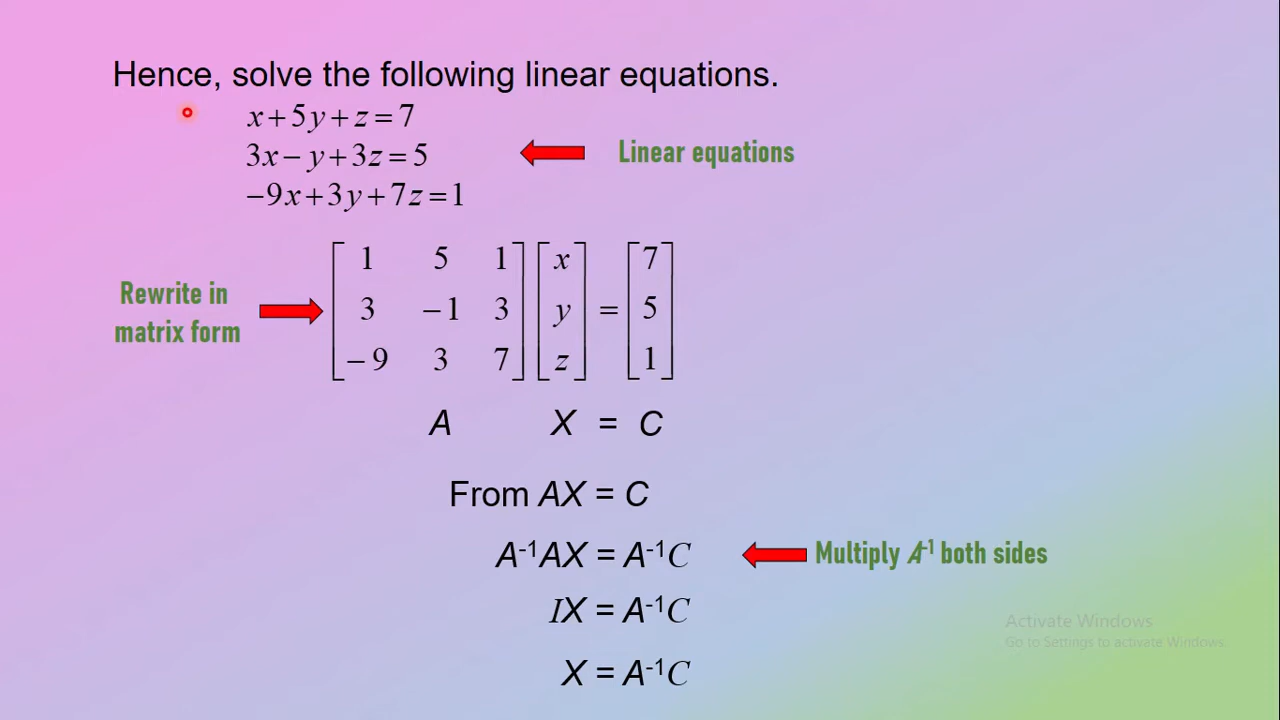 Hence, solve the following linear equations.
x + 5y + z = 7
3x − y + 3z = 5
Linear equations
−9x + 3y + 7z = 1
Rewrite in
matrix form
1 5 1 x 7
3 −1 3 y = 5
−9 3 7 z 1
A X = C
From AX = C
A⁻¹AX = A⁻¹C
Multiply A⁻¹ both sides
IX = A⁻¹C
X = A⁻¹C
Activate Windows
Go to Settings to activate Windows.